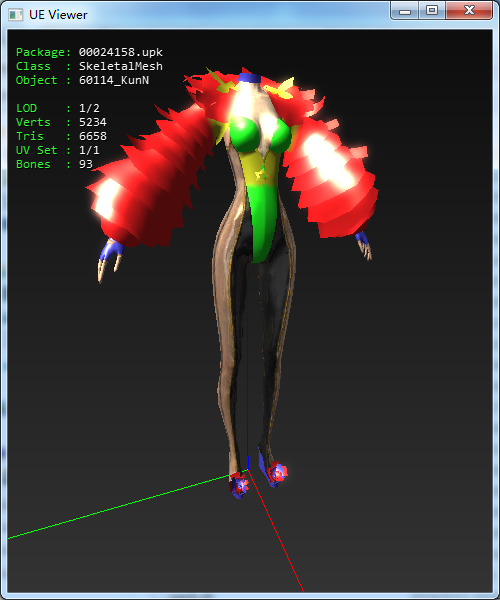 UE Viewer
Package: 00024158.upk
Class : SkeletalMesh
Object : 60114_KunN
LOD : 1/2
Verts : 5234
Tris : 6658
UV Set : 1/1
Bones : 93